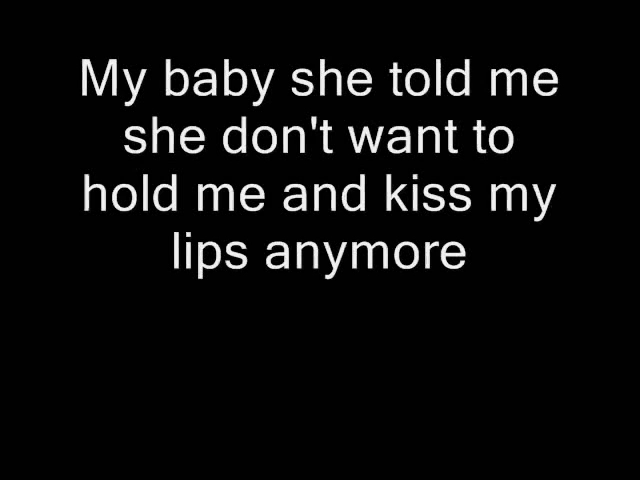 My baby she told me
she don't want to
hold me and kiss my
lips anymore